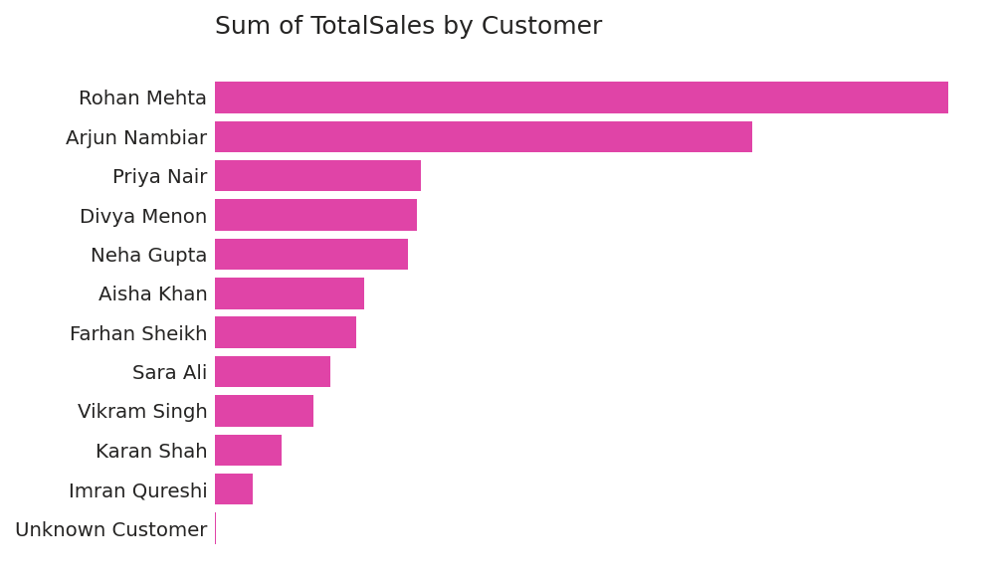 Sum of TotalSales by Customer
Rohan Mehta
Arjun Nambiar
Priya Nair
Divya Menon
Neha Gupta
Aisha Khan
Farhan Sheikh
Sara Ali
Vikram Singh
Karan Shah
Imran Qureshi
Unknown Customer